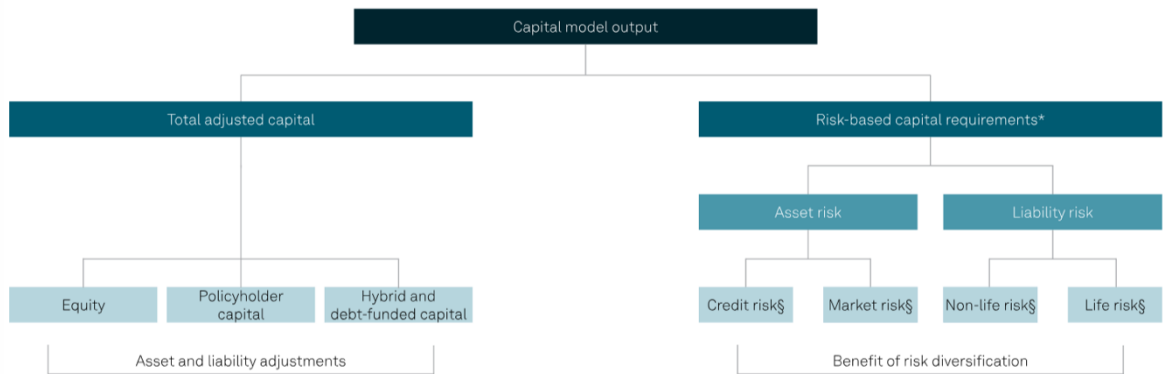 Capital model output
Total adjusted capital
Risk-based capital requirements*
Asset risk
Liability risk
Equity
Policyholder
capital
Hybrid and
debt-funded capital
Credit risk§
Market risk§
Non-life risk§
Life risk§
Asset and liability adjustments
Benefit of risk diversification